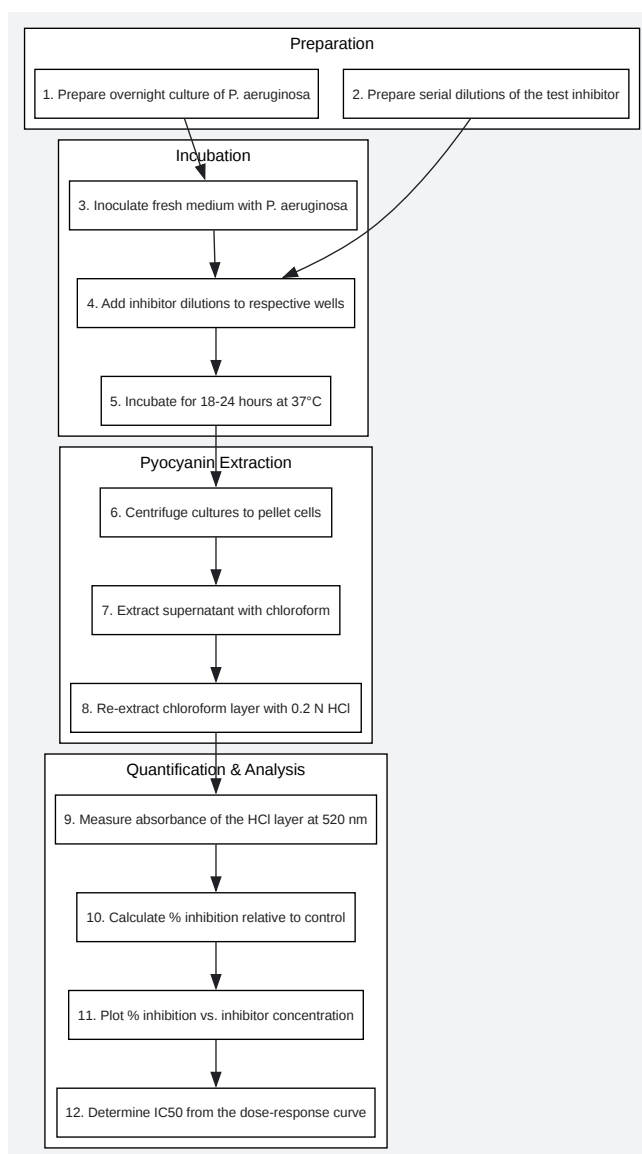 Preparation
1. Prepare overnight culture of P. aeruginosa
2. Prepare serial dilutions of the test inhibitor
Incubation
3. Inoculate fresh medium with P. aeruginosa
4. Add inhibitor dilutions to respective wells
5. Incubate for 18-24 hours at 37°C
Pyocyanin Extraction
6. Centrifuge cultures to pellet cells
7. Extract supernatant with chloroform
8. Re-extract chloroform layer with 0.2 N HCl
Quantification & Analysis
9. Measure absorbance of the HCl layer at 520 nm
10. Calculate % inhibition relative to control
11. Plot % inhibition vs. inhibitor concentration
12. Determine IC50 from the dose-response curve